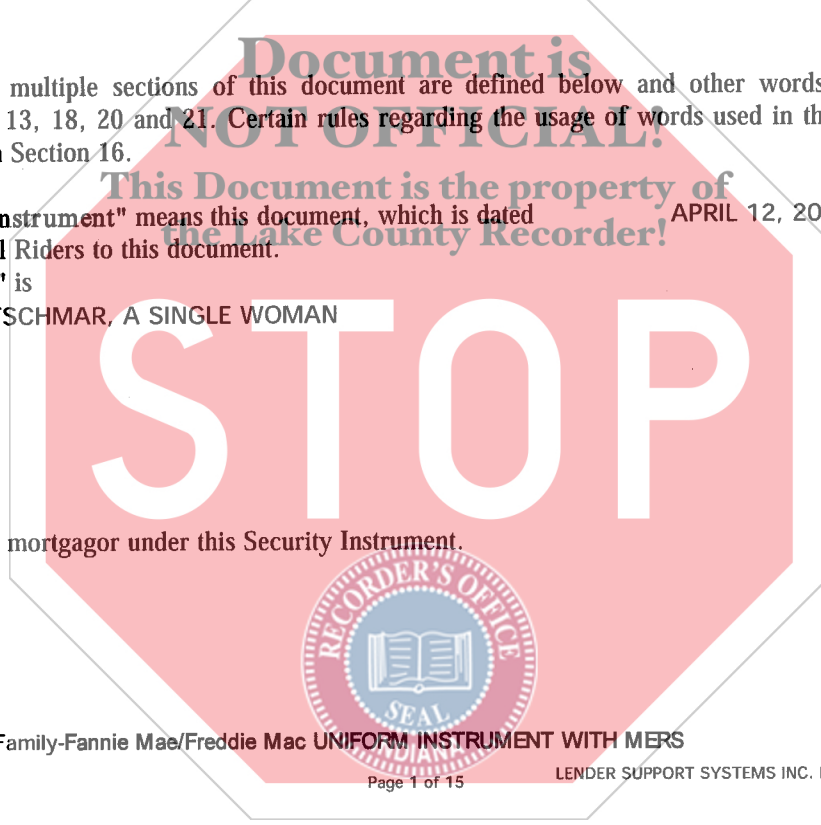 Document is
multiple sections of this document are defined below and other words
NOT OFFICIAL!
13, 18, 20 and 21. Certain rules regarding the usage of words used in th
Section 16.
This Document is the property of
nstrument" means this document, which is dated APRIL 12, 20
the Lake County Recorder!
l Riders to this document.
" is
TSCHMAR, A SINGLE WOMAN
STOP
mortgagor under this Security Instrument.
RECORDER'S OFFICE
SEAL
INDIANA
Family-Fannie Mae/Freddie Mac UNIFORM INSTRUMENT WITH MERS
Page 1 of 15
LENDER SUPPORT SYSTEMS INC.